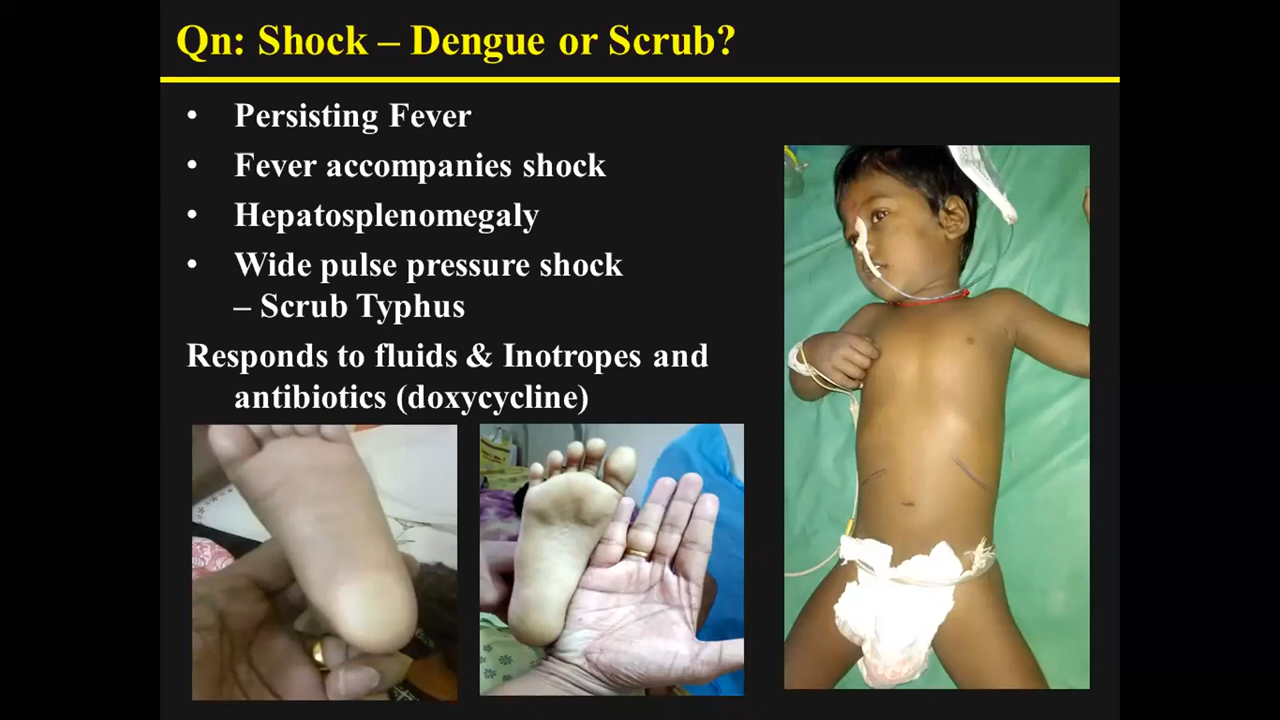 Qn: Shock – Dengue or Scrub?
• Persisting Fever
• Fever accompanies shock
• Hepatosplenomegaly
• Wide pulse pressure shock
– Scrub Typhus
Responds to fluids & Inotropes and
antibiotics (doxycycline)